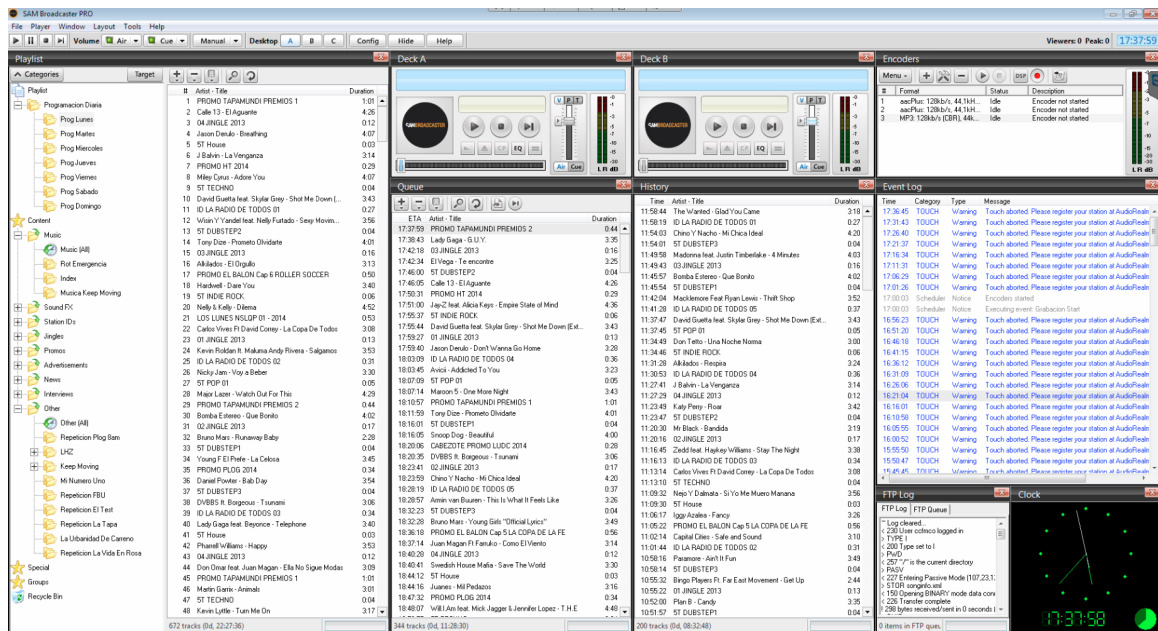 SAM Broadcaster PRO
File Player Window Layout Tools Help
Volume Air Cue Manual Desktop A B C Config Hide Help Viewers: 0 Peak: 0 17:37:59
Playlist
Categories Target
Playlist
Programacion Diaria
Prog Lunes
Prog Martes
Prog Miercoles
Prog Jueves
Prog Viernes
Prog Sabado
Prog Domingo
Content
Music
Music (All)
Rot Emergencia
Index
Musica Keep Moving
Sound FX
Station IDs
Jingles
Promos
Advertisements
News
Interviews
Other
Other (All)
Repeticion Plog 8am
LHZ
Keep Moving
Mi Numero Uno
Repeticion FBU
Repeticion El Test
Repeticion La Tapa
La Urbanidad De Carreno
Repeticion La Vida En Rosa
Special
Groups
Recycle Bin
# Artist - Title Duration
1 PROMO TAPAMUNDI PREMIOS 1 1:01
2 Calle 13 - El Aguante 4:26
3 04 JINGLE 2013 0:12
4 Jason Derulo - Breathing 4:07
5 5T House 0:03
6 J Balvin - La Venganza 3:14
7 PROMO HT 2014 0:29
8 Miley Cyrus - Adore You 4:07
9 5T TECHNO 0:04
10 David Guetta feat. Skylar Grey - Shot Me Down (... 3:43
11 ID LA RADIO DE TODOS 01 0:27
12 Wisin Y Yandel feat. Nelly Furtado - Sexy Movin... 3:56
13 5T DUBSTEP2 0:04
14 Tony Dize - Prometo Olvidarte 4:01
15 03JINGLE 2013 0:16
16 Alkilados - El Orgullo 3:13
17 PROMO EL BALON Cap 6 ROLLER SOCCER 0:50
18 Hardwell - Dare You 3:40
19 5T INDIE ROCK 0:06
20 Nelly & Kelly - Dilema 4:52
21 LOS LUNES NSLQP 01 - 2014 0:53
22 Carlos Vives Ft David Correy - La Copa De Todos 3:08
23 01 JINGLE 2013 0:13
24 Kevin Roldan ft. Maluma Andy Rivera - Salgamos 3:53
25 ID LA RADIO DE TODOS 02 0:31
26 Nicky Jam - Voy a Beber 3:30
27 5T POP 01 0:05
28 Major Lazer - Watch Out For This 4:29
29 PROMO TAPAMUNDI PREMIOS 2 0:44
30 Bomba Estereo - Que Bonito 4:02
31 02 JINGLE 2013 0:17
32 Bruno Mars - Runaway Baby 2:28
33 5T DUBSTEP1 0:04
34 Young F El Prefe - La Celosa 3:45
35 PROMO PLOG 2014 0:34
36 Daniel Powter - Bab Day 3:54
37 5T DUBSTEP3 0:04
38 DVBBS ft. Borgeous - Tsunami 3:06
39 ID LA RADIO DE TODOS 03 0:34
40 Lady Gaga feat. Beyonce - Telephone 3:40
41 5T House 0:03
42 Pharrell Williams - Happy 3:53
43 04 JINGLE 2013 0:12
44 Don Omar feat. Juan Magan - Ella No Sigue Modas 3:09
45 PROMO TAPAMUNDI PREMIOS 1 1:01
46 Martin Garrix - Animals 3:01
47 5T TECHNO 0:04
48 Kevin Lyttle - Turn Me On 3:17
672 tracks (0d, 22:27:36)
Deck A
SAMBROADCASTER
V P T
EQ
Air Cue
L R dB
Deck B
SAMBROADCASTER
V P T
EQ
Air Cue
L R dB
Queue
ETA Artist - Title Duration
17:37:59 PROMO TAPAMUNDI PREMIOS 2 0:44
17:38:43 Lady Gaga - G.U.Y. 3:35
17:42:18 03JINGLE 2013 0:16
17:42:34 El Vega - Te encontre 3:25
17:46:00 5T DUBSTEP2 0:04
17:46:05 Calle 13 - El Aguante 4:26
17:50:31 PROMO HT 2014 0:29
17:51:00 Jay-Z feat. Alicia Keys - Empire State of Mind 4:36
17:55:37 5T INDIE ROCK 0:06
17:55:44 David Guetta feat. Skylar Grey - Shot Me Down (Ext... 3:43
17:59:27 01 JINGLE 2013 0:13
17:59:40 Jason Derulo - Don't Wanna Go Home 3:28
18:03:09 ID LA RADIO DE TODOS 04 0:36
18:03:45 Avicii - Addicted To You 3:23
18:07:09 5T POP 01 0:05
18:07:14 Maroon 5 - One More Night 3:43
18:10:57 PROMO TAPAMUNDI PREMIOS 1 1:01
18:11:59 Tony Dize - Prometo Olvidarte 4:01
18:16:01 5T DUBSTEP1 0:04
18:16:05 Snoop Dog - Beautiful 4:00
18:20:06 CABEZOTE PROMO LUDC 2014 0:28
18:20:35 DVBBS ft. Borgeous - Tsunami 3:06
18:23:41 02 JINGLE 2013 0:17
18:23:59 Chino Y Nacho - Mi Chica Ideal 4:20
18:28:19 ID LA RADIO DE TODOS 05 0:37
18:28:57 Armin van Buuren - This Is What It Feels Like 3:26
18:32:23 5T DUBSTEP3 0:04
18:32:28 Bruno Mars - Young Girls "Official Lyrics" 3:49
18:36:18 PROMO EL BALON Cap 5 LA COPA DE LA FE 0:56
18:37:14 Juan Magan Ft Farruko - Como El Viento 3:14
18:40:28 04 JINGLE 2013 0:12
18:40:41 Swedish House Mafia - Save The World 3:30
18:44:12 5T House 0:03
18:44:16 Juanes - Mil Pedazos 3:16
18:47:32 PROMO PLOG 2014 0:34
18:48:07 Will.I.Am feat. Mick Jagger & Jennifer Lopez - T.H.E 4:48
344 tracks (0d, 11:28:30)
History
Time Artist - Title Duration
11:58:44 The Wanted - Glad You Came 3:18
11:58:19 ID LA RADIO DE TODOS 01 0:27
11:54:03 Chino Y Nacho - Mi Chica Ideal 4:20
11:54:01 5T DUBSTEP3 0:04
11:49:58 Madonna feat. Justin Timberlake - 4 Minutes 4:03
11:49:43 03JINGLE 2013 0:16
11:45:57 Bomba Estereo - Que Bonito 4:02
11:45:54 5T DUBSTEP1 0:04
11:42:04 Macklemore Feat Ryan Lewis - Thrift Shop 3:52
11:41:28 ID LA RADIO DE TODOS 05 0:37
11:37:47 David Guetta feat. Skylar Grey - Shot Me Down (Ext... 3:43
11:37:45 5T POP 01 0:05
11:34:49 Don Tetto - Una Noche Norma 3:00
11:34:46 5T INDIE ROCK 0:06
11:31:28 Alkilados - Respira 3:24
11:30:53 ID LA RADIO DE TODOS 04 0:36
11:27:41 J Balvin - La Venganza 3:14
11:27:29 04 JINGLE 2013 0:12
11:23:49 Katy Perry - Roar 3:42
11:23:47 5T DUBSTEP2 0:04
11:20:30 Mr Black - Bandida 3:19
11:20:16 02 JINGLE 2013 0:17
11:16:45 Zedd feat. Haykey Williams - Stay The Night 3:38
11:16:13 ID LA RADIO DE TODOS 03 0:34
11:13:14 Carlos Vives Ft David Correy - La Copa De Todos 3:08
11:13:10 5T TECHNO 0:04
11:09:32 Nejo Y Dalmata - Si Yo Me Muero Manana 3:56
11:09:30 5T House 0:03
11:06:17 Iggy Azalea - Fancy 3:26
11:05:22 PROMO EL BALON Cap 5 LA COPA DE LA FE 0:56
11:02:14 Capital Cities - Safe and Sound 3:10
11:01:44 ID LA RADIO DE TODOS 02 0:31
10:58:16 Paramore - Ain't It Fun 3:49
10:58:14 5T DUBSTEP3 0:04
10:55:32 Bingo Players Ft. Far East Movement - Get Up 2:44
10:55:22 01 JINGLE 2013 0:13
10:52:00 Plan B - Candy 3:35
10:51:57 5T DUBSTEP1 0:04
200 tracks (0d, 08:32:48)
Encoders
Menu DSP
# Format Status Description
1 aacPlus: 128kb/s, 44,1kH... Idle Encoder not started
2 aacPlus: 128kb/s, 44,1kH... Idle Encoder not started
3 MP3: 128kb/s (CBR), 44k... Idle Encoder not started
L R dB
Event Log
Time Category Type Message
17:36:45 TOUCH Warning Touch aborted. Please register your station at AudioRealm
17:31:43 TOUCH Warning Touch aborted. Please register your station at AudioRealm
17:26:40 TOUCH Warning Touch aborted. Please register your station at AudioRealm
17:21:37 TOUCH Warning Touch aborted. Please register your station at AudioRealm
17:16:34 TOUCH Warning Touch aborted. Please register your station at AudioRealm
17:11:31 TOUCH Warning Touch aborted. Please register your station at AudioRealm
17:06:29 TOUCH Warning Touch aborted. Please register your station at AudioRealm
17:01:26 TOUCH Warning Touch aborted. Please register your station at AudioRealm
17:00:03 Scheduler Notice Encoders started
17:00:03 Scheduler Notice Executing event: Grabacion Start
16:56:23 TOUCH Warning Touch aborted. Please register your station at AudioRealm
16:51:20 TOUCH Warning Touch aborted. Please register your station at AudioRealm
16:46:18 TOUCH Warning Touch aborted. Please register your station at AudioRealm
16:41:15 TOUCH Warning Touch aborted. Please register your station at AudioRealm
16:36:12 TOUCH Warning Touch aborted. Please register your station at AudioRealm
16:31:09 TOUCH Warning Touch aborted. Please register your station at AudioRealm
16:26:06 TOUCH Warning Touch aborted. Please register your station at AudioRealm
16:21:04 TOUCH Warning Touch aborted. Please register your station at AudioRealm
16:16:01 TOUCH Warning Touch aborted. Please register your station at AudioRealm
16:10:58 TOUCH Warning Touch aborted. Please register your station at AudioRealm
16:05:55 TOUCH Warning Touch aborted. Please register your station at AudioRealm
16:00:52 TOUCH Warning Touch aborted. Please register your station at AudioRealm
15:55:50 TOUCH Warning Touch aborted. Please register your station at AudioRealm
15:50:47 TOUCH Warning Touch aborted. Please register your station at AudioRealm
15:45:45 TOUCH Warning Touch aborted. Please register your station at AudioRealm
FTP Log
FTP Log FTP Queue
" Log cleared...
< 230 User ccfmco logged in
> TYPE I
< 200 Type set to I
> PWD
< 257 "/" is the current directory
> PASV
< 227 Entering Passive Mode (107,23,1
> STOR songinfo.xml
< 150 Opening BINARY mode data con
< 226 Transfer complete
! 298 bytes received/sent in 0 seconds (
0 items in FTP queu.
Clock
17:37:58